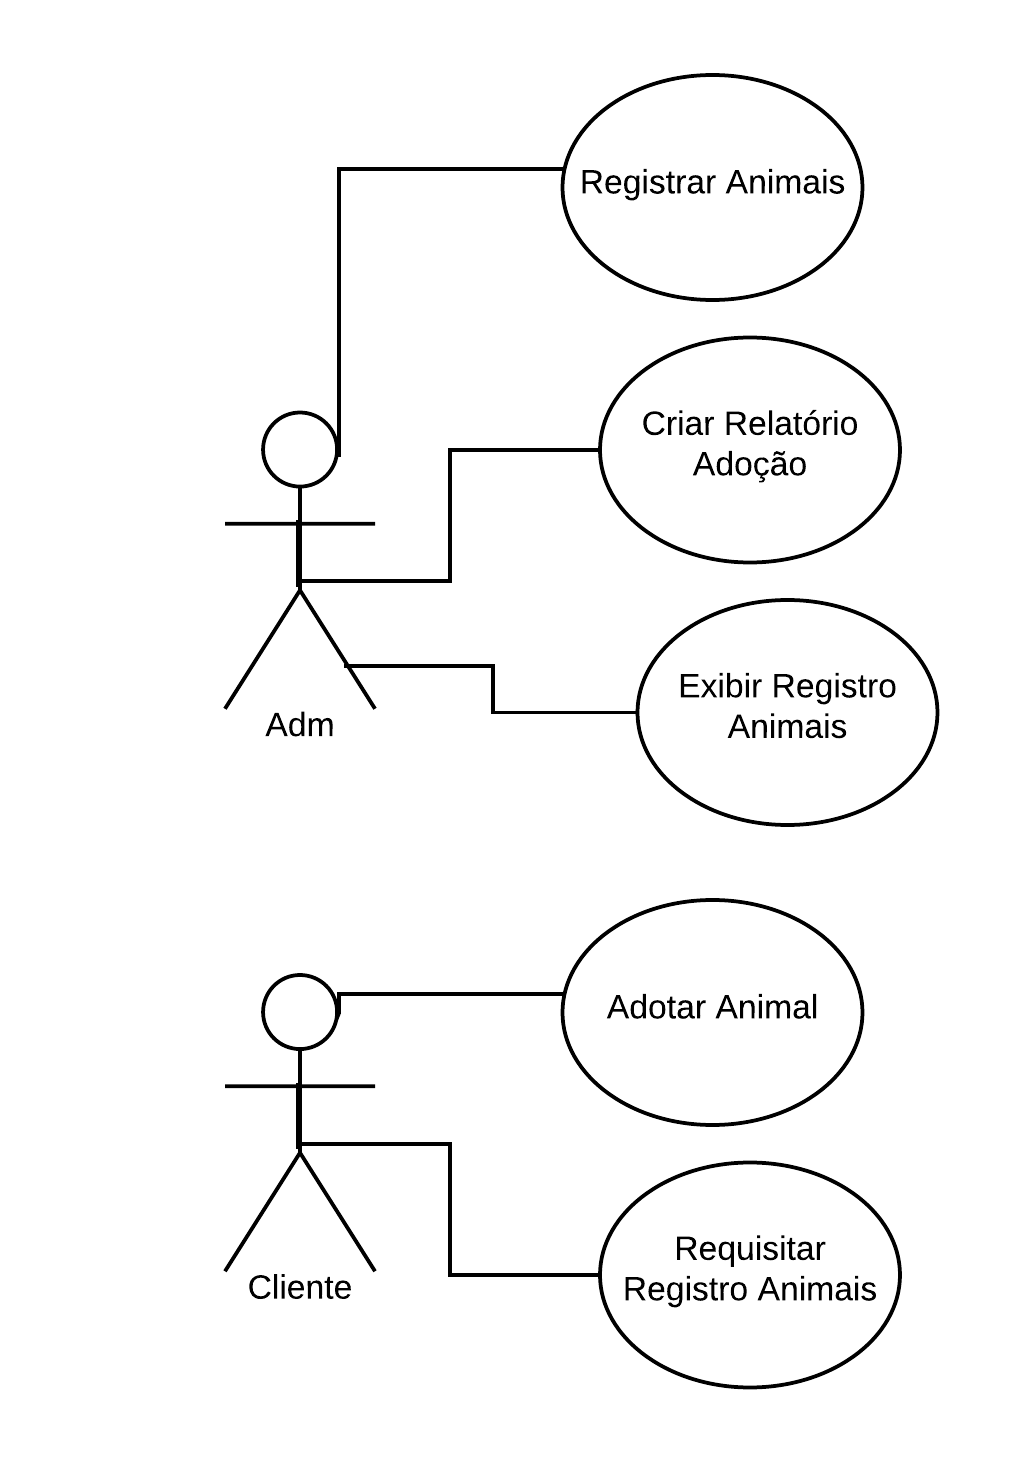 Registrar Animais
Criar Relatório
Adoção
Exibir Registro
Animais
Adm
Adotar Animal
Requisitar
Registro Animais
Cliente